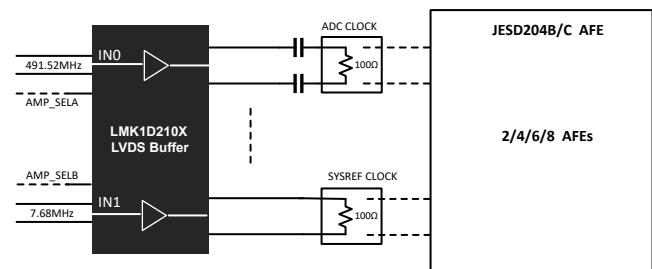 ADC CLOCK
JESD204B/C AFE
IN0
491.52MHz
100Ω
AMP_SELA
LMK1D210X
LVDS Buffer
2/4/6/8 AFEs
AMP_SELB
SYSREF CLOCK
IN1
7.68MHz
100Ω